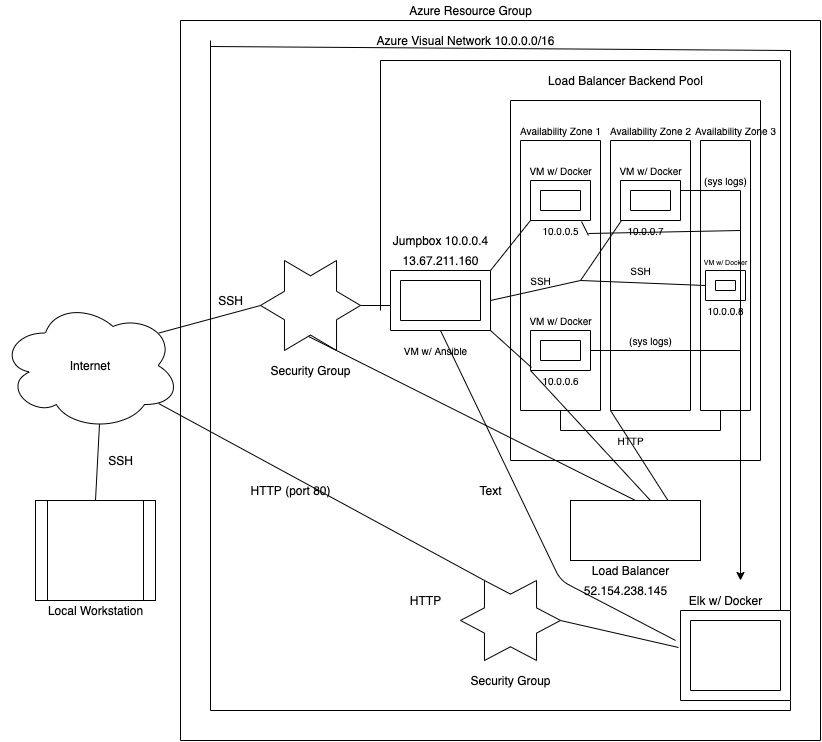 Azure Resource Group
Azure Visual Network 10.0.0.0/16
Load Balancer Backend Pool
Availability Zone 1
Availability Zone 2
Availability Zone 3
VM w/ Docker
VM w/ Docker
(sys logs)
10.0.0.5
10.0.0.7
Jumpbox 10.0.0.4
13.67.211.160
VM w/ Docker
SSH
SSH
SSH
10.0.0.8
VM w/ Docker
(sys logs)
VM w/ Ansible
Internet
Security Group
10.0.0.6
HTTP
SSH
HTTP (port 80)
Text
Load Balancer
52.154.238.145
HTTP
Elk w/ Docker
Local Workstation
Security Group